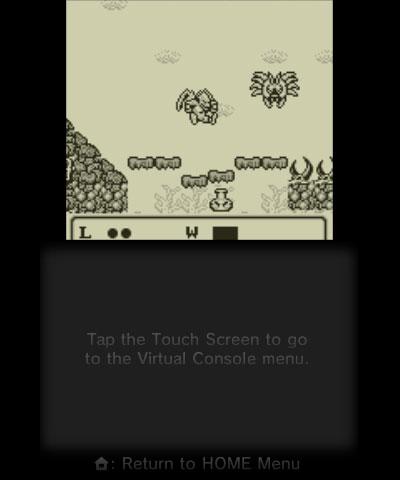 L W
Tap the Touch Screen to go
to the Virtual Console menu.
: Return to HOME Menu